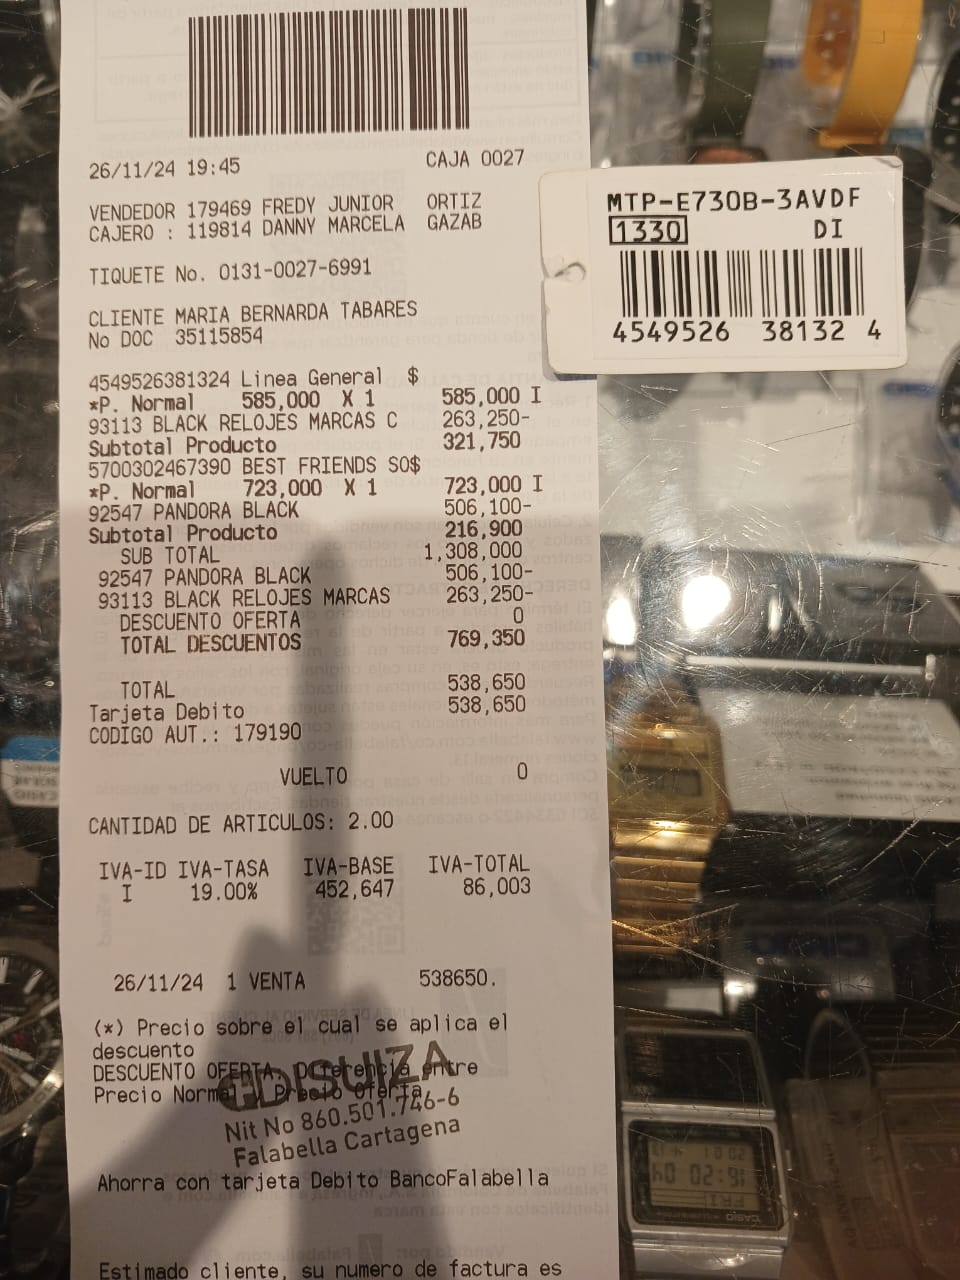 26/11/24 19:45 CAJA 0027
VENDEDOR 179469 FREDY JUNIOR ORTIZ
CAJERO : 119814 DANNY MARCELA GAZAB
TIQUETE No. 0131-0027-6991
CLIENTE MARIA BERNARDA TABARES
No DOC 35115854
4549526381324 Linea General $
*P. Normal 585,000 X 1 585,000 I
93113 BLACK RELOJES MARCAS C 263,250-
Subtotal Producto 321,750
5700302467390 BEST FRIENDS SO$
*P. Normal 723,000 X 1 723,000 I
92547 PANDORA BLACK 506,100-
Subtotal Producto 216,900
SUB TOTAL 1,308,000
92547 PANDORA BLACK 506,100-
93113 BLACK RELOJES MARCAS 263,250-
DESCUENTO OFERTA 0
TOTAL DESCUENTOS 769,350
TOTAL 538,650
Tarjeta Debito 538,650
CODIGO AUT.: 179190
VUELTO 0
CANTIDAD DE ARTICULOS: 2.00
IVA-ID IVA-TASA IVA-BASE IVA-TOTAL
I 19.00% 452,647 86,003
26/11/24 1 VENTA 538650.
(*) Precio sobre el cual se aplica el
descuento
DESCUENTO OFERTA: Diferencia entre
Precio Normal y Precio Oferta
DISUIZA
Nit No 860.501.746-6
Falabella Cartagena
Ahorra con tarjeta Debito BancoFalabella
Estimado cliente, su numero de factura es
MTP-E730B-3AVDF
1330 DI
4549526 38132 4
CASIO